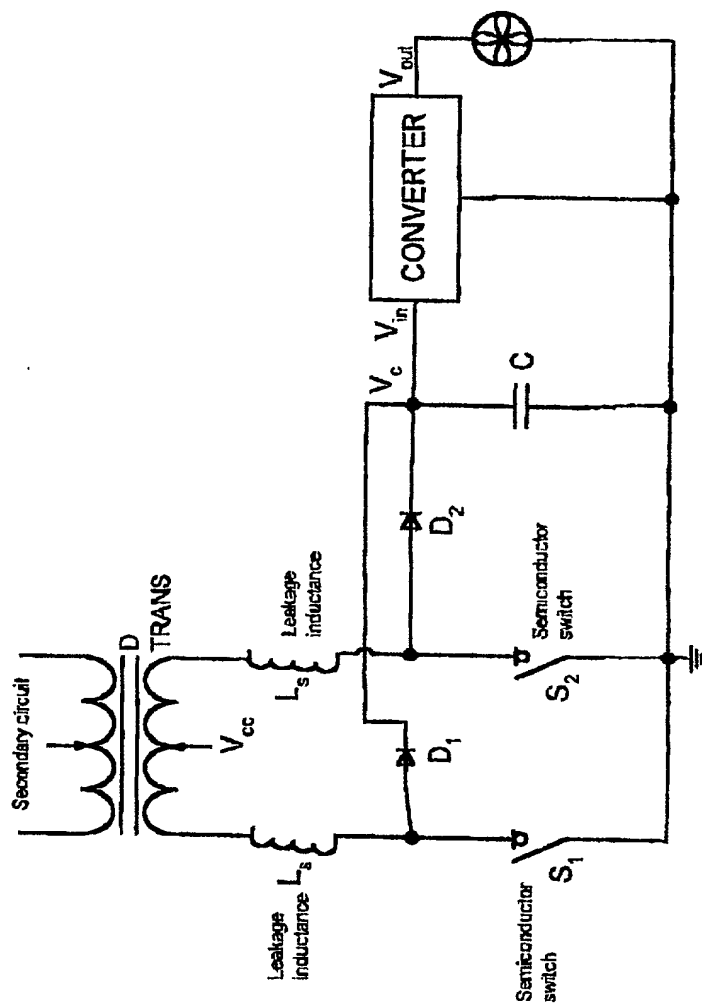 Secondary circuit
D
TRANS
V_cc
Leakage
inductance
L_s
Leakage
inductance
L_s
D_1
D_2
V_c
V_in
CONVERTER
V_out
C
Semiconductor
switch
S_1
Semiconductor
switch
S_2